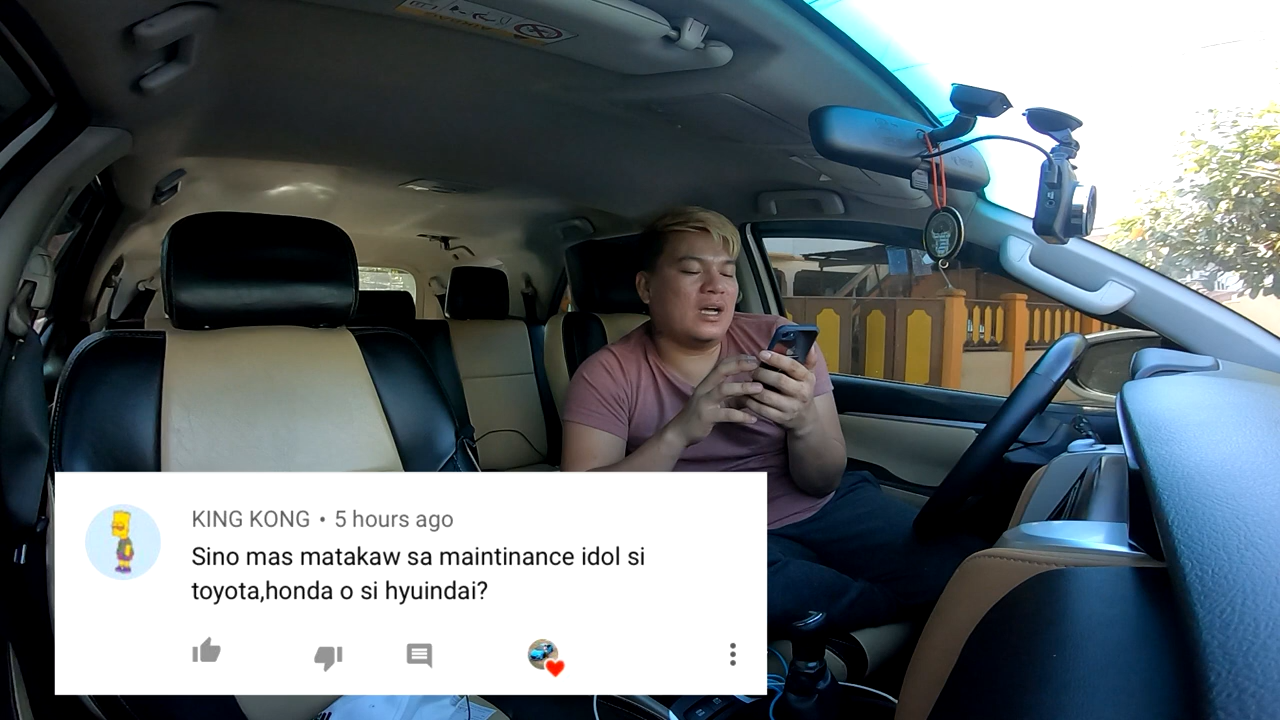 KING KONG • 5 hours ago
Sino mas matakaw sa maintinance idol si
toyota,honda o si hyuindai?